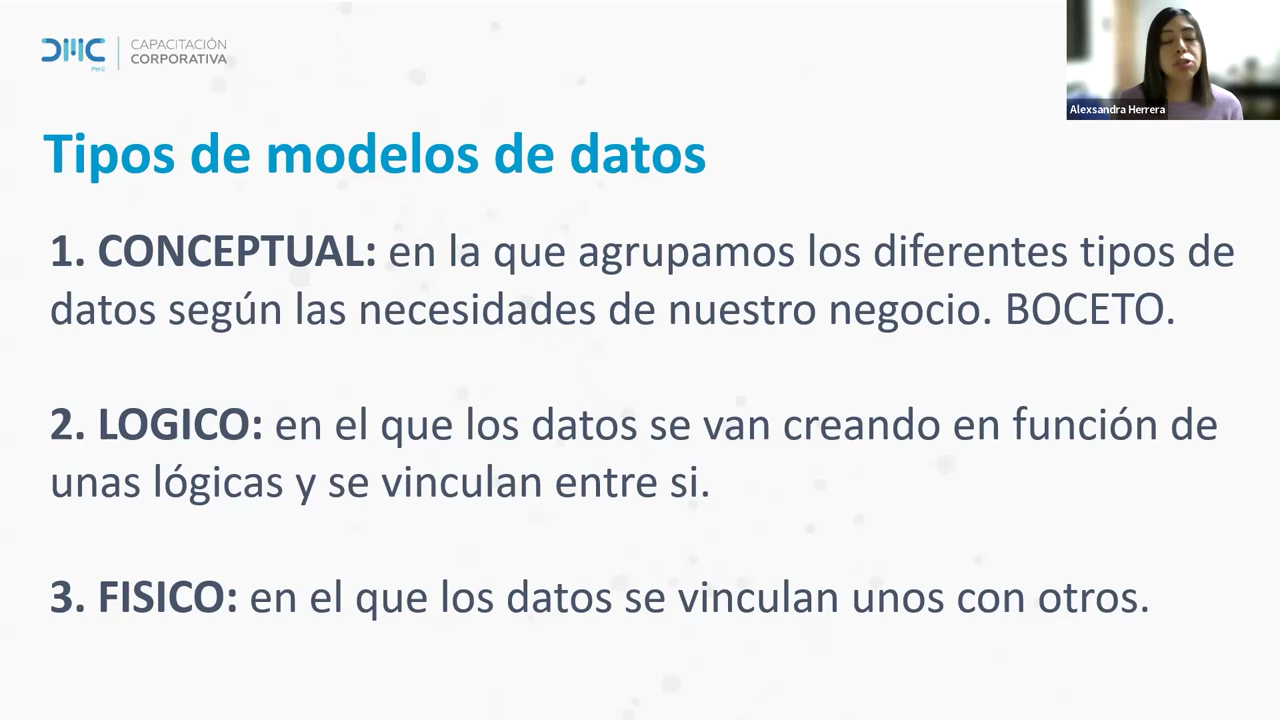 DMC
Perú
CAPACITACIÓN
CORPORATIVA
Alexsandra Herrera
Tipos de modelos de datos
1. CONCEPTUAL: en la que agrupamos los diferentes tipos de
datos según las necesidades de nuestro negocio. BOCETO.
2. LOGICO: en el que los datos se van creando en función de
unas lógicas y se vinculan entre si.
3. FISICO: en el que los datos se vinculan unos con otros.